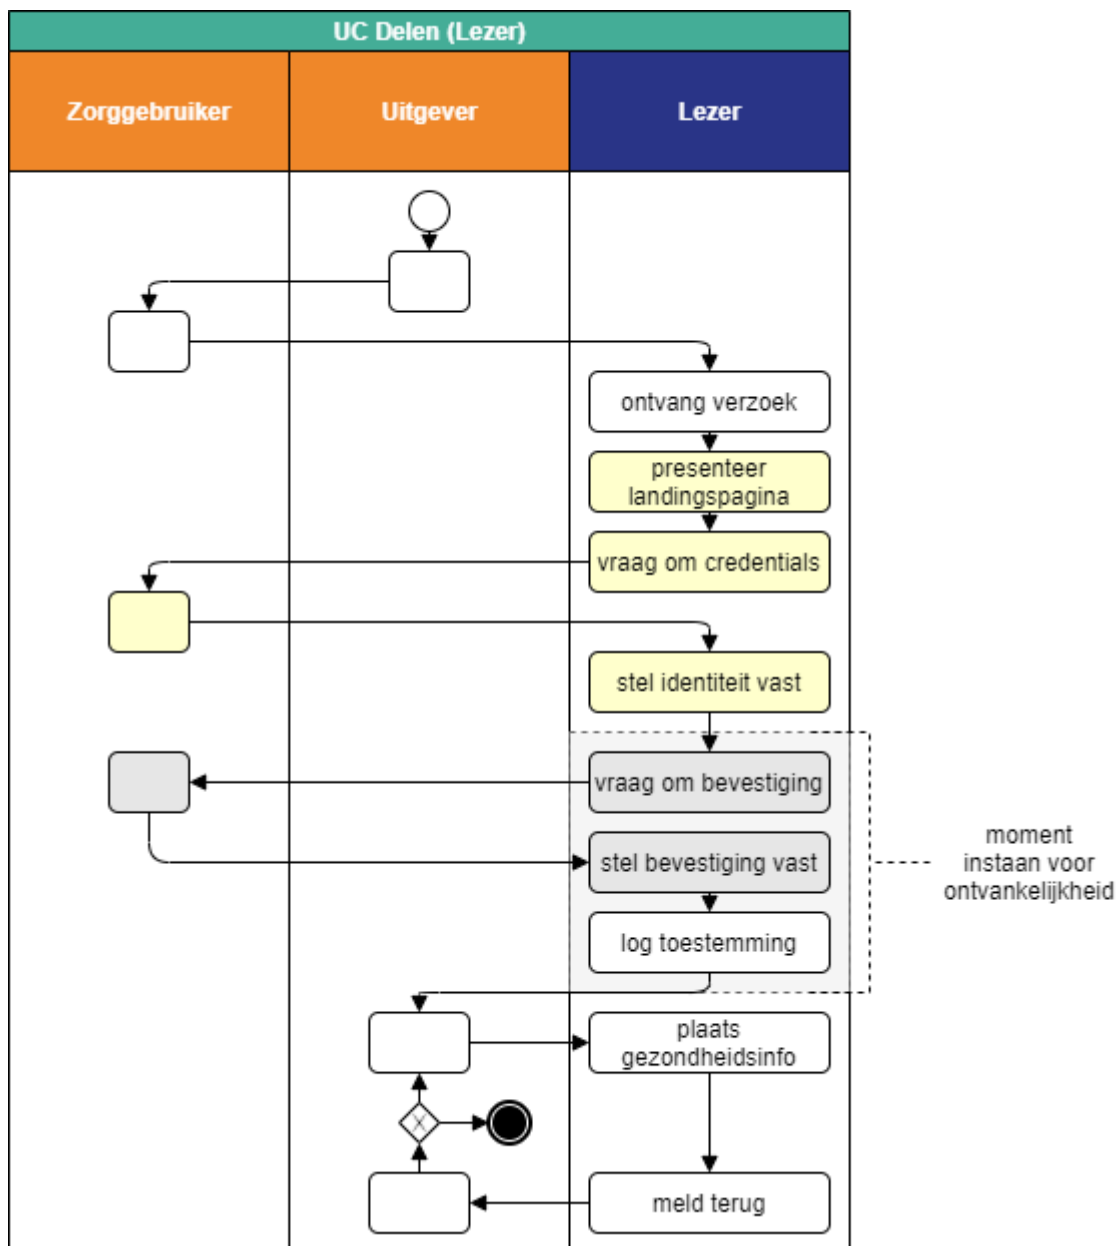 UC Delen (Lezer)
Zorggebruiker
Uitgever
Lezer
ontvang verzoek
presenteer
landingspagina
vraag om credentials
stel identiteit vast
vraag om bevestiging
stel bevestiging vast
moment
instaan voor
ontvankelijkheid
log toestemming
plaats
gezondheidsinfo
X
meld terug